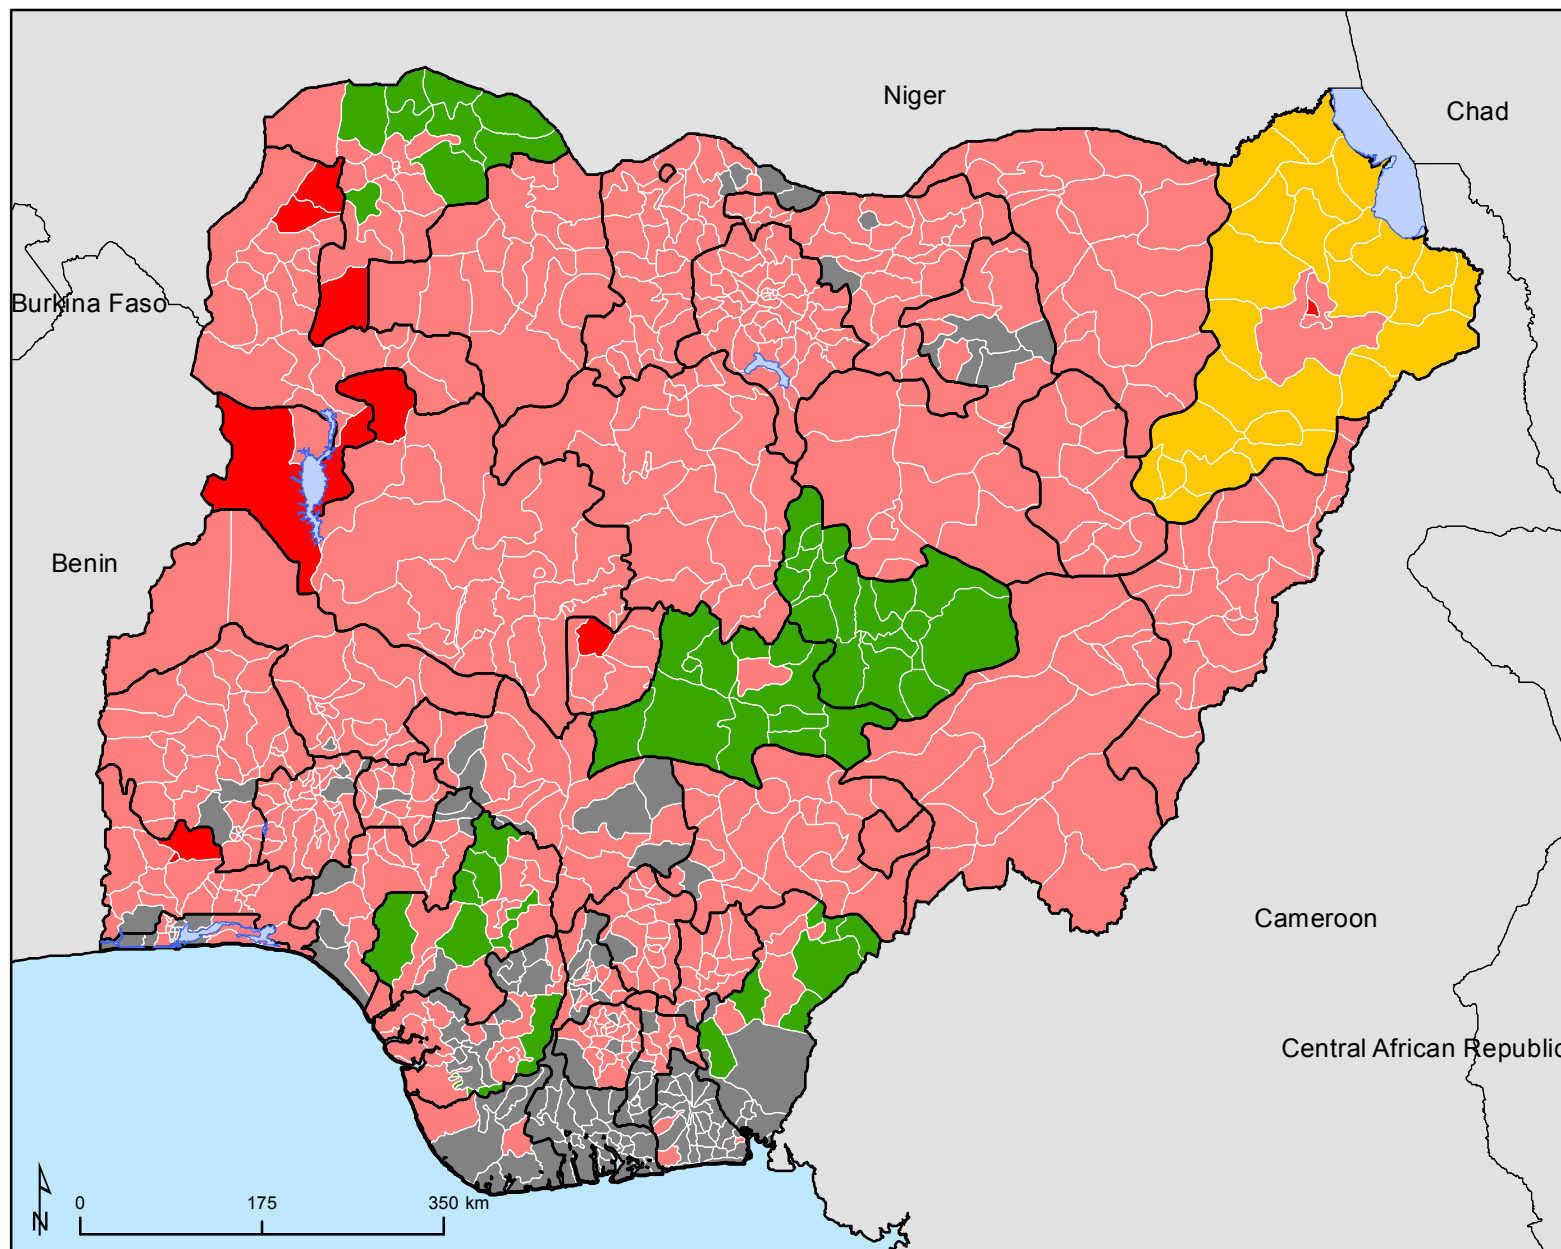 Niger
Chad
Burkina Faso
Benin
Cameroon
Central African Republic
0 175 350 km
N